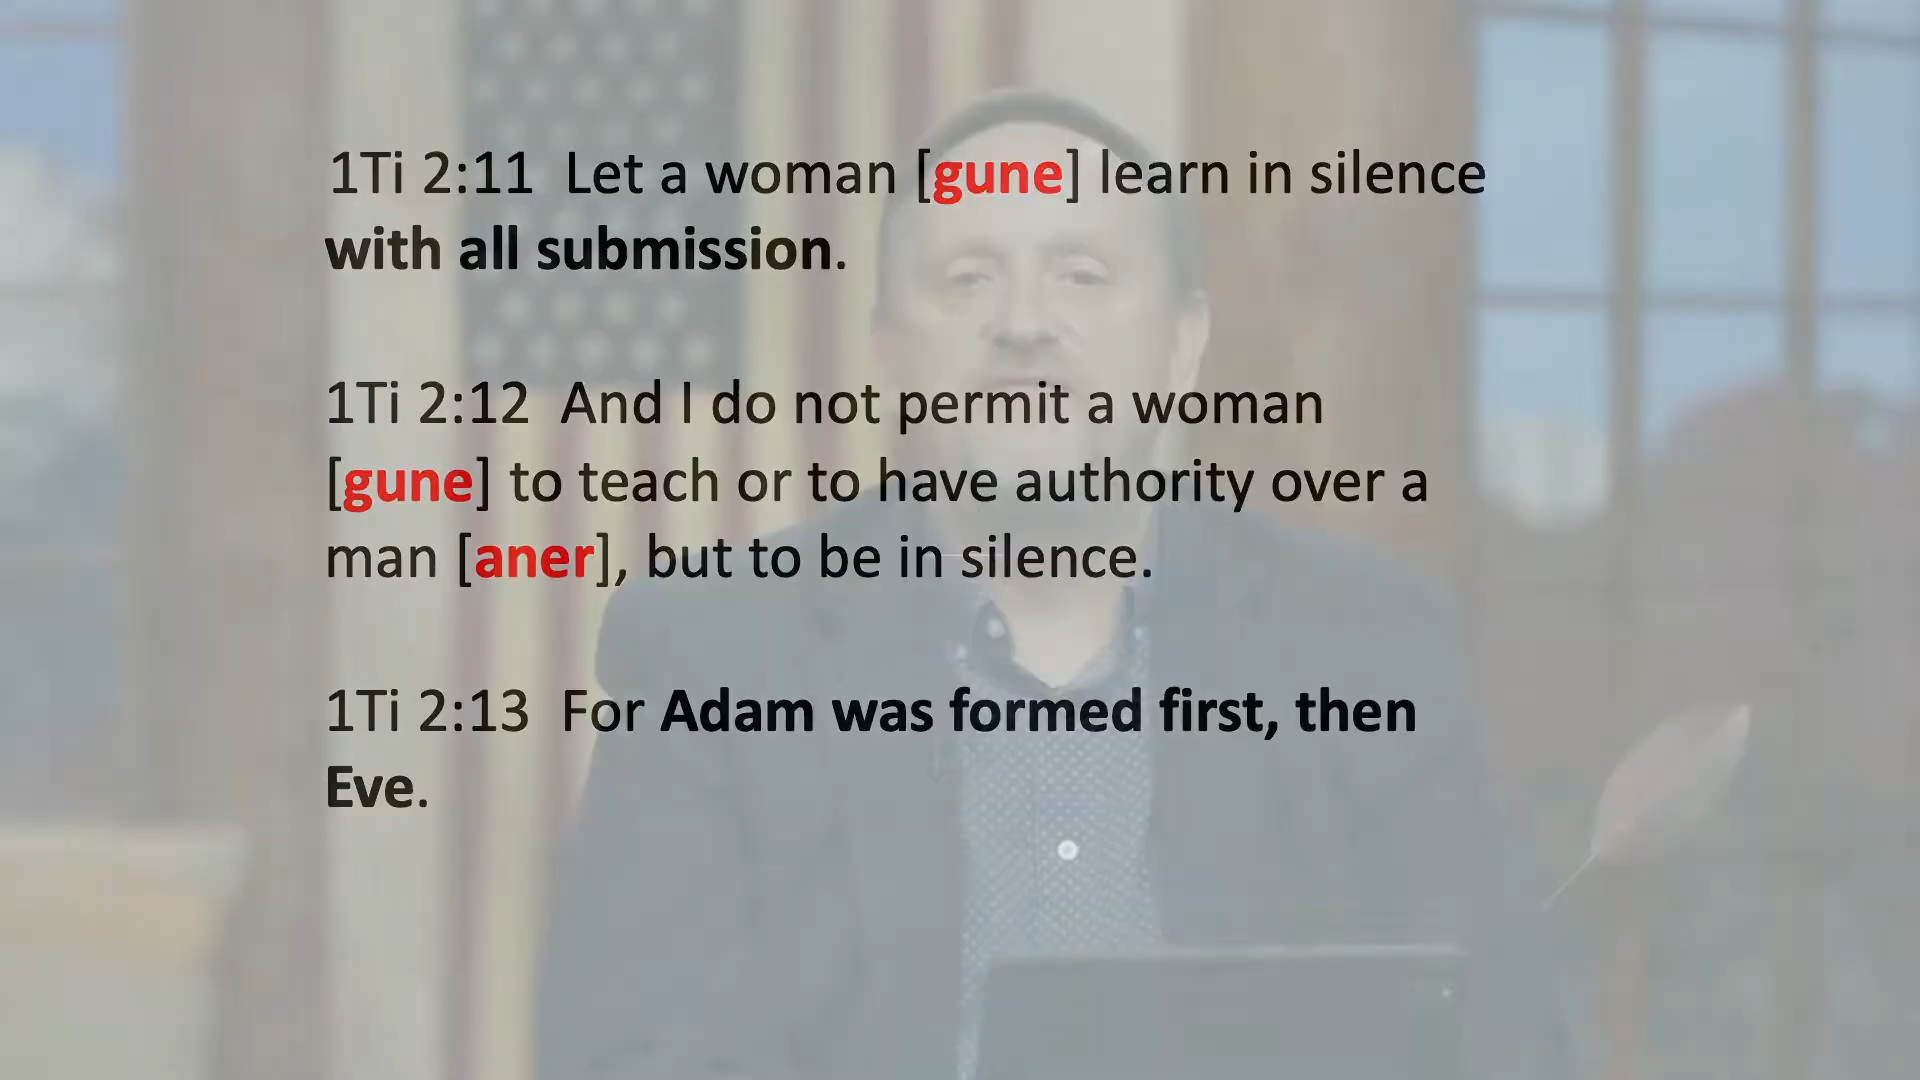 1Ti 2:11  Let a woman [gune] learn in silence
with all submission.
1Ti 2:12  And I do not permit a woman
[gune] to teach or to have authority over a
man [aner], but to be in silence.
1Ti 2:13  For Adam was formed first, then
Eve.